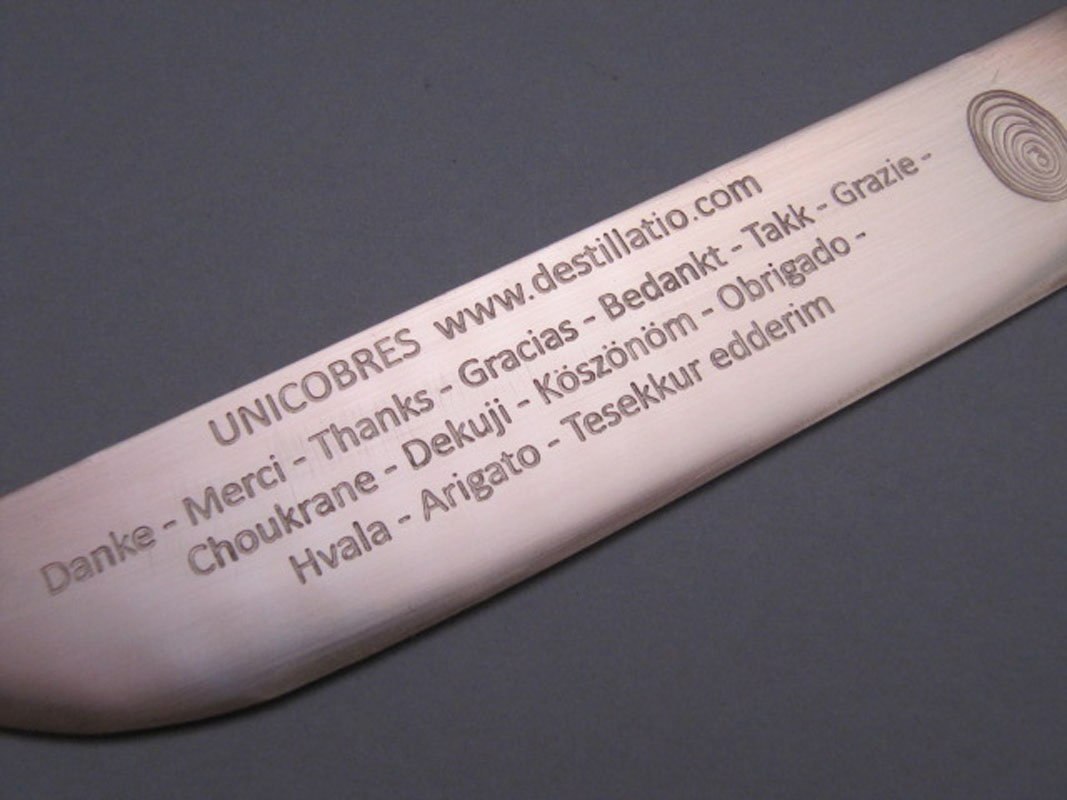 UNICOBRES www.destillatio.com
Danke - Merci - Thanks - Gracias - Bedankt - Takk - Grazie -
Choukrane - Dekuji - Köszönöm - Obrigado -
Hvala - Arigato - Tesekkur edderim